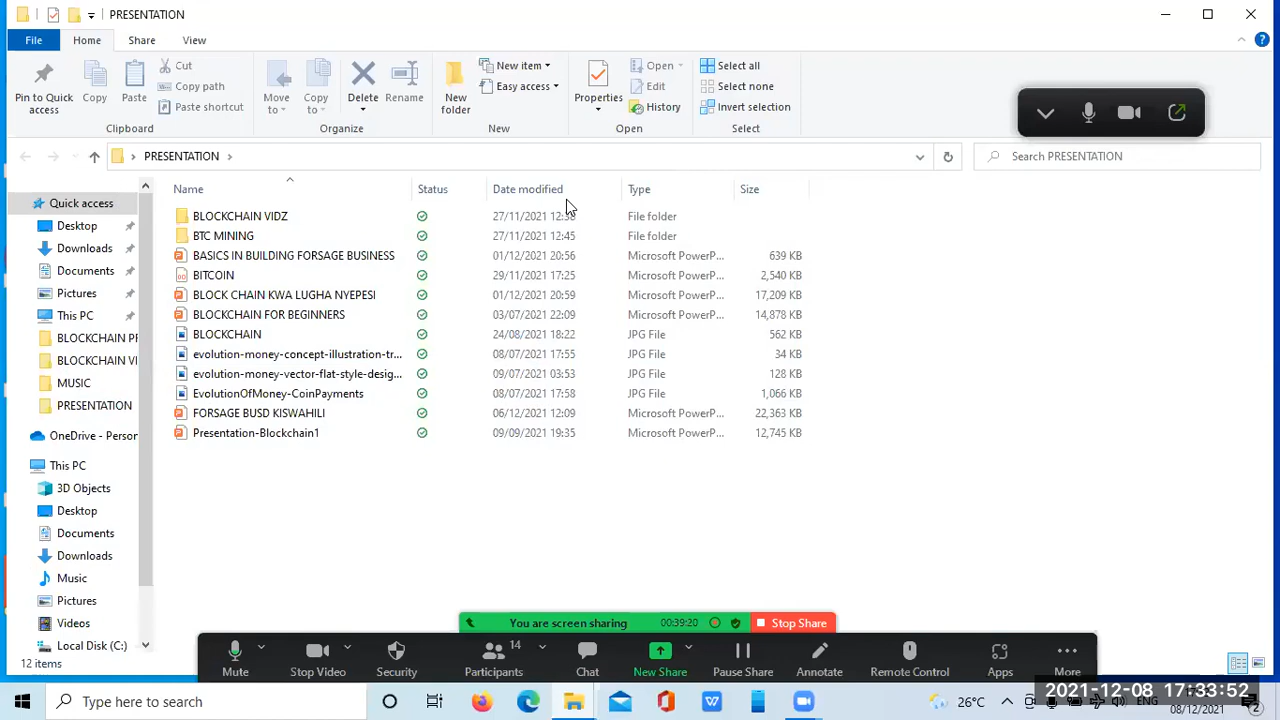 PRESENTATION
File Home Share View
Pin to Quick access
Copy
Paste
Cut
Copy path
Paste shortcut
Clipboard
Move to
Copy to
Delete
Rename
Organize
New folder
New item
Easy access
New
Properties
Open
Edit
History
Open
Select all
Select none
Invert selection
Select
PRESENTATION
Search PRESENTATION
Name Status Date modified Type Size
BLOCKCHAIN VIDZ 27/11/2021 File folder
BTC MINING 27/11/2021 12:45 File folder
BASICS IN BUILDING FORSAGE BUSINESS 01/12/2021 20:56 Microsoft PowerP... 639 KB
BITCOIN 29/11/2021 17:25 Microsoft PowerP... 2,540 KB
BLOCK CHAIN KWA LUGHA NYEPESI 01/12/2021 20:59 Microsoft PowerP... 17,209 KB
BLOCKCHAIN FOR BEGINNERS 03/07/2021 22:09 Microsoft PowerP... 14,878 KB
BLOCKCHAIN 24/08/2021 18:22 JPG File 562 KB
evolution-money-concept-illustration-tr... 08/07/2021 17:55 JPG File 34 KB
evolution-money-vector-flat-style-desig... 09/07/2021 03:53 JPG File 128 KB
EvolutionOfMoney-CoinPayments 08/07/2021 17:58 JPG File 1,066 KB
FORSAGE BUSD KISWAHILI 06/12/2021 12:09 Microsoft PowerP... 22,363 KB
Presentation-Blockchain1 09/09/2021 19:35 Microsoft PowerP... 12,745 KB
Quick access
Desktop
Downloads
Documents
Pictures
This PC
BLOCKCHAIN PR
BLOCKCHAIN VI
MUSIC
PRESENTATION
OneDrive - Person
This PC
3D Objects
Desktop
Documents
Downloads
Music
Pictures
Videos
Local Disk (C:)
12 items
You are screen sharing 00:39:20 Stop Share
Mute
Stop Video
Security
14
Participants
Chat
New Share
Pause Share
Annotate
Remote Control
Apps
More
Type here to search
26°C
ENG
2021-12-08 17:33:52
08/12/2021
2